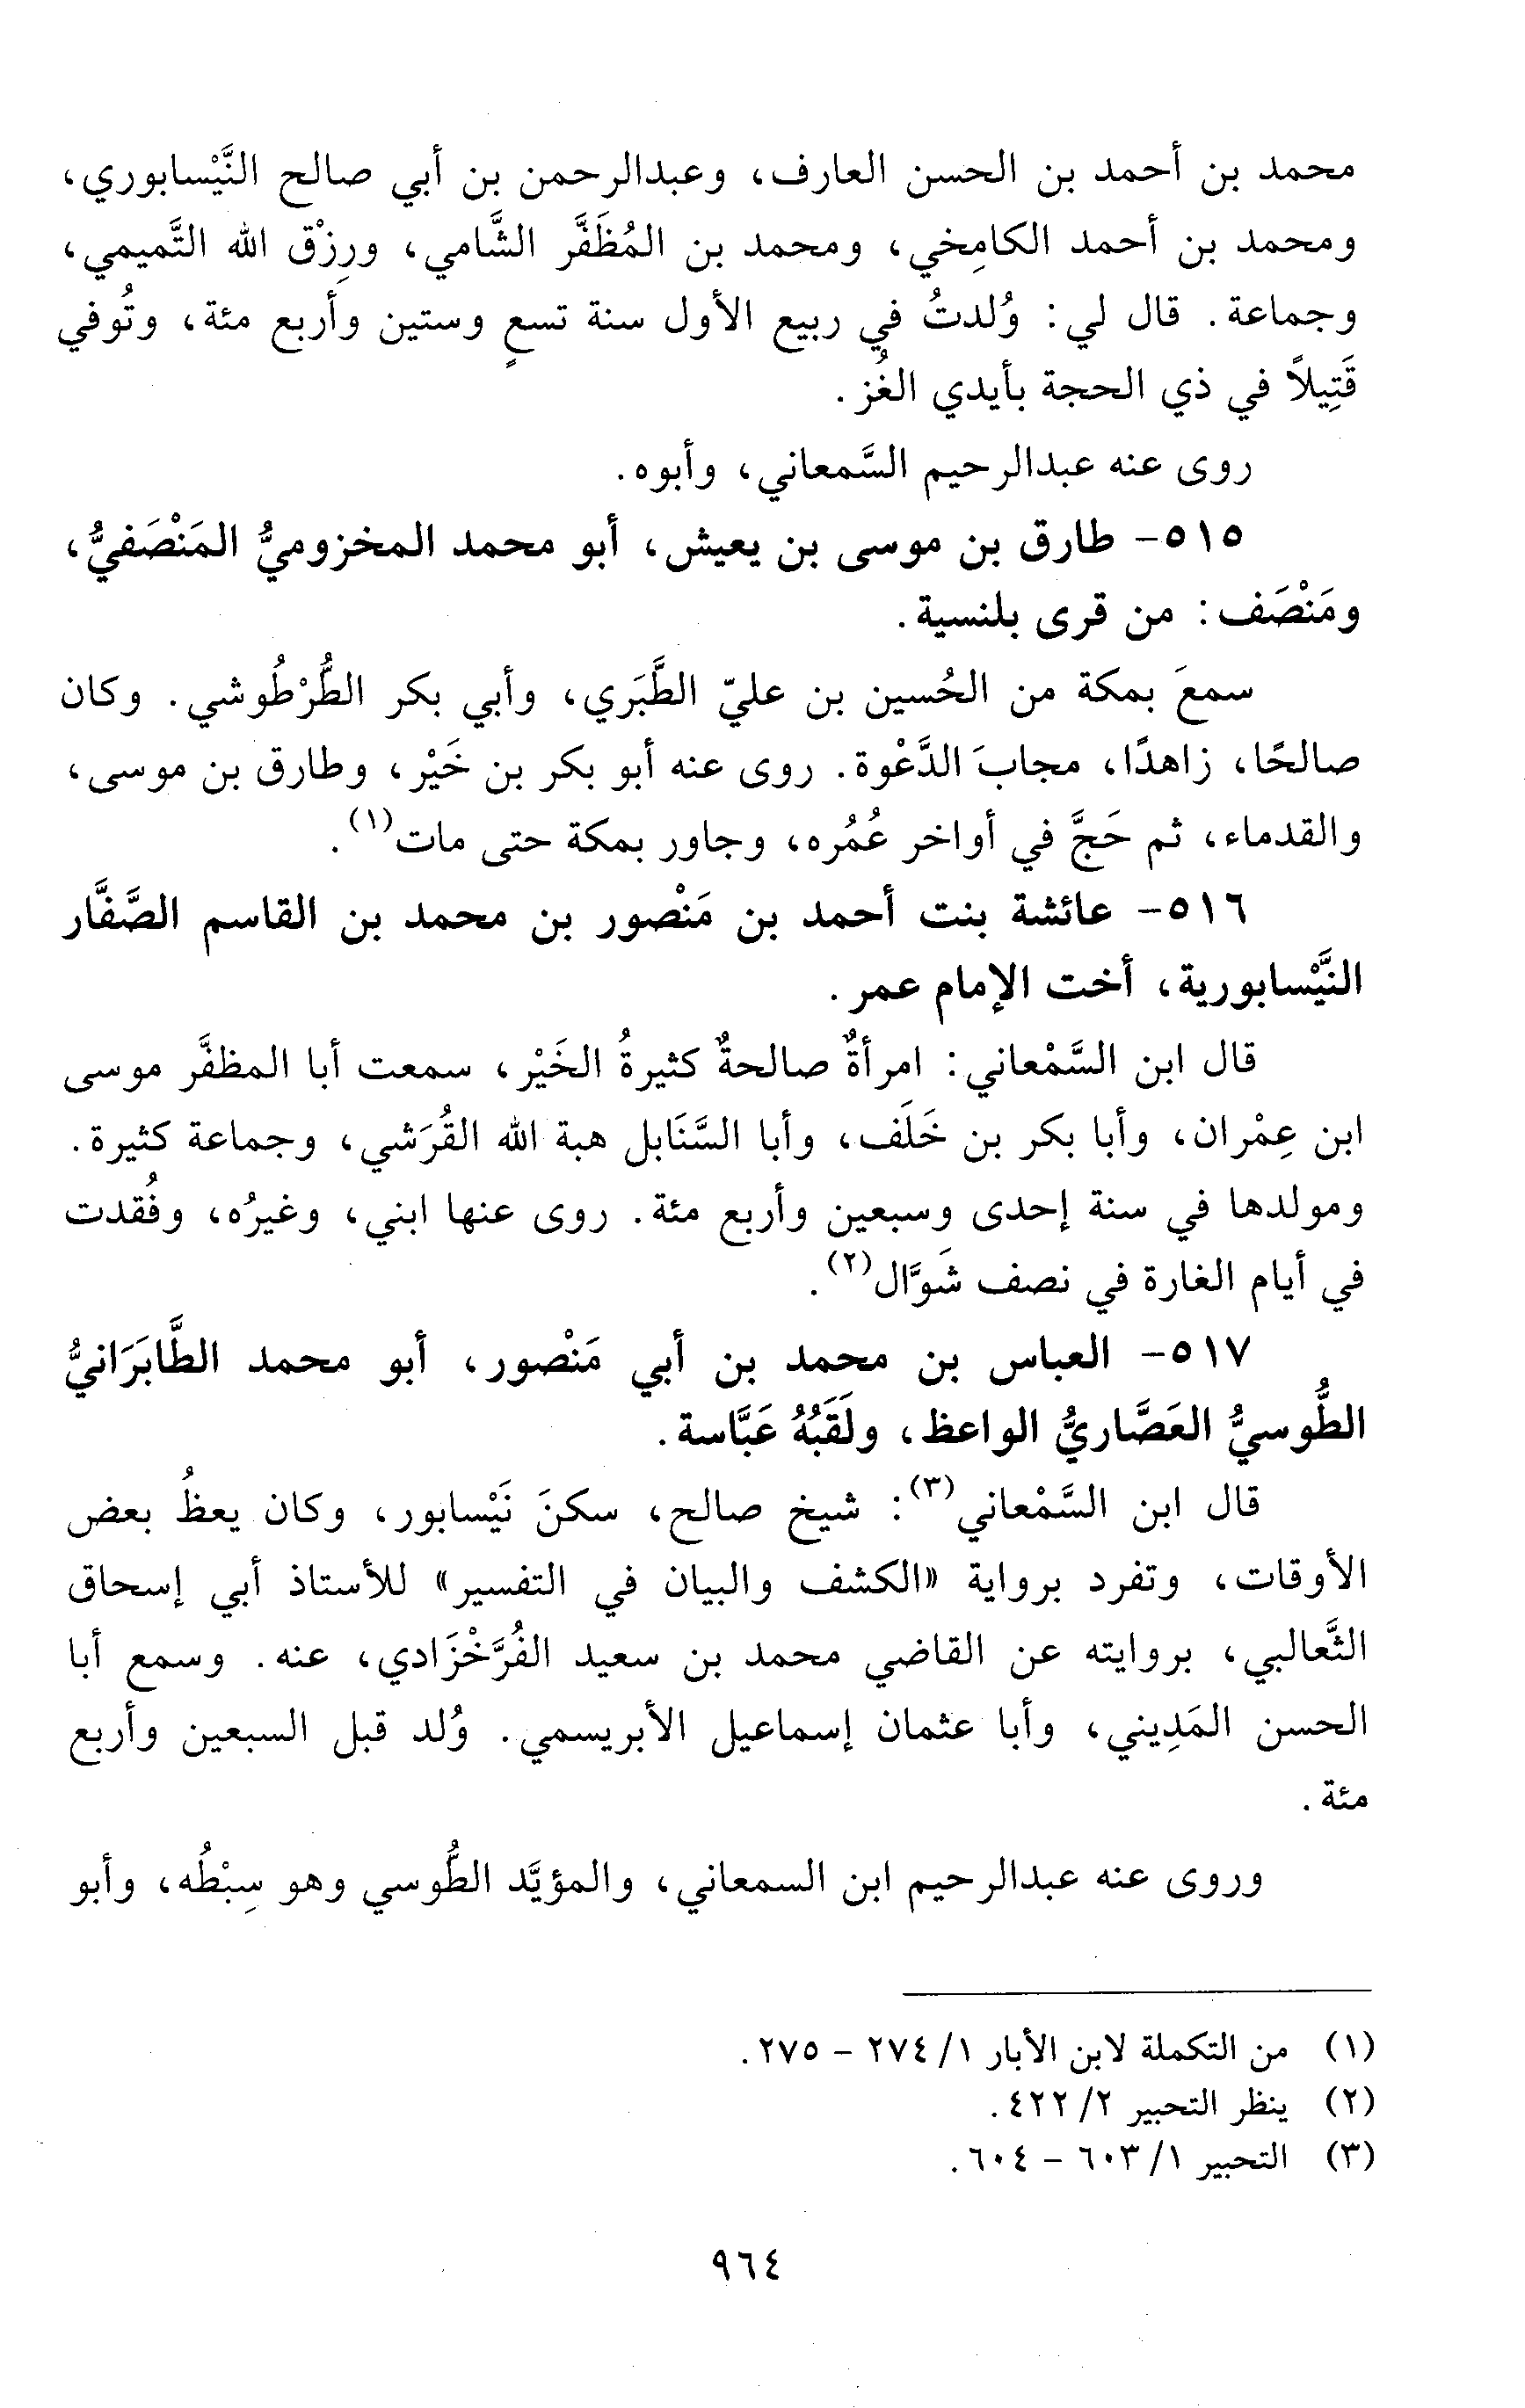 محمد بن أحمد بن الحسن العارف، وعبدالرحمن بن أبي صالح النَّيْسابوري،
ومحمد بن أحمد الكامِخي، ومحمد بن المُظَفَّر الشَّامي، ورِزْق الله التَّميمي،
وجماعة. قال لي: وُلدتُ في ربيع الأول سنة تسعٍ وستين وأربع مئة، وتُوفي
قَتِيلاً في ذي الحجة بأيدي الغُز.
روى عنه عبدالرحيم السَّمعاني، وأبوه.
٥١٥- طارق بن موسى بن يعيش، أبو محمد المخزوميُّ المَنْصَفيُّ،
ومَنْصَف: من قرى بلنسية.
سمعَ بمكة من الحُسين بن عليّ الطَّبَري، وأبي بكر الطُّرْطُوشي. وكان
صالحًا، زاهدًا، مجابَ الدَّعْوة. روى عنه أبو بكر بن خَيْر، وطارق بن موسى،
والقدماء، ثم حَجَّ في أواخر عُمُره، وجاور بمكة حتى مات(١).
٥١٦- عائشة بنت أحمد بن مَنْصور بن محمد بن القاسم الصَّفَّار
النَّيْسابورية، أخت الإمام عمر.
قال ابن السَّمْعاني: امرأةٌ صالحةٌ كثيرةُ الخَيْر، سمعت أبا المظفَّر موسى
ابن عِمْران، وأبا بكر بن خَلَف، وأبا السَّنَابل هبة الله القُرَشي، وجماعة كثيرة.
ومولدها في سنة إحدى وسبعين وأربع مئة. روى عنها ابني، وغيرُه، وفُقدت
في أيام الغارة في نصف شَوَّال(٢).
٥١٧- العباس بن محمد بن أبي مَنْصور، أبو محمد الطَّابَرَانيُّ
الطُّوسيُّ العَصَّاريُّ الواعظ، ولَقَبُهُ عَبَّاسة.
قال ابن السَّمْعاني(٣): شيخ صالح، سكنَ نَيْسابور، وكان يعظُ بعض
الأوقات، وتفرد برواية «الكشف والبيان في التفسير» للأستاذ أبي إسحاق
الثَّعالبي، بروايته عن القاضي محمد بن سعيد الفُرَّخْزَادي، عنه. وسمع أبا
الحسن المَدِيني، وأبا عثمان إسماعيل الأبريسمي. وُلد قبل السبعين وأربع
مئة.
وروى عنه عبدالرحيم ابن السمعاني، والمؤيَّد الطُّوسي وهو سِبْطُه، وأبو
(١) من التكملة لابن الأبار ١/ ٢٧٤ - ٢٧٥.
(٢) ينظر التحبير ٢/ ٤٢٢.
(٣) التحبير ١/ ٦٠٣ - ٦٠٤.
٩٦٤